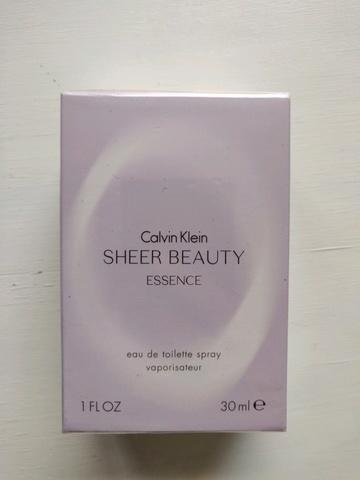 Calvin Klein
SHEER BEAUTY
ESSENCE
eau de toilette spray
vaporisateur
1 FL OZ 30 ml ℮